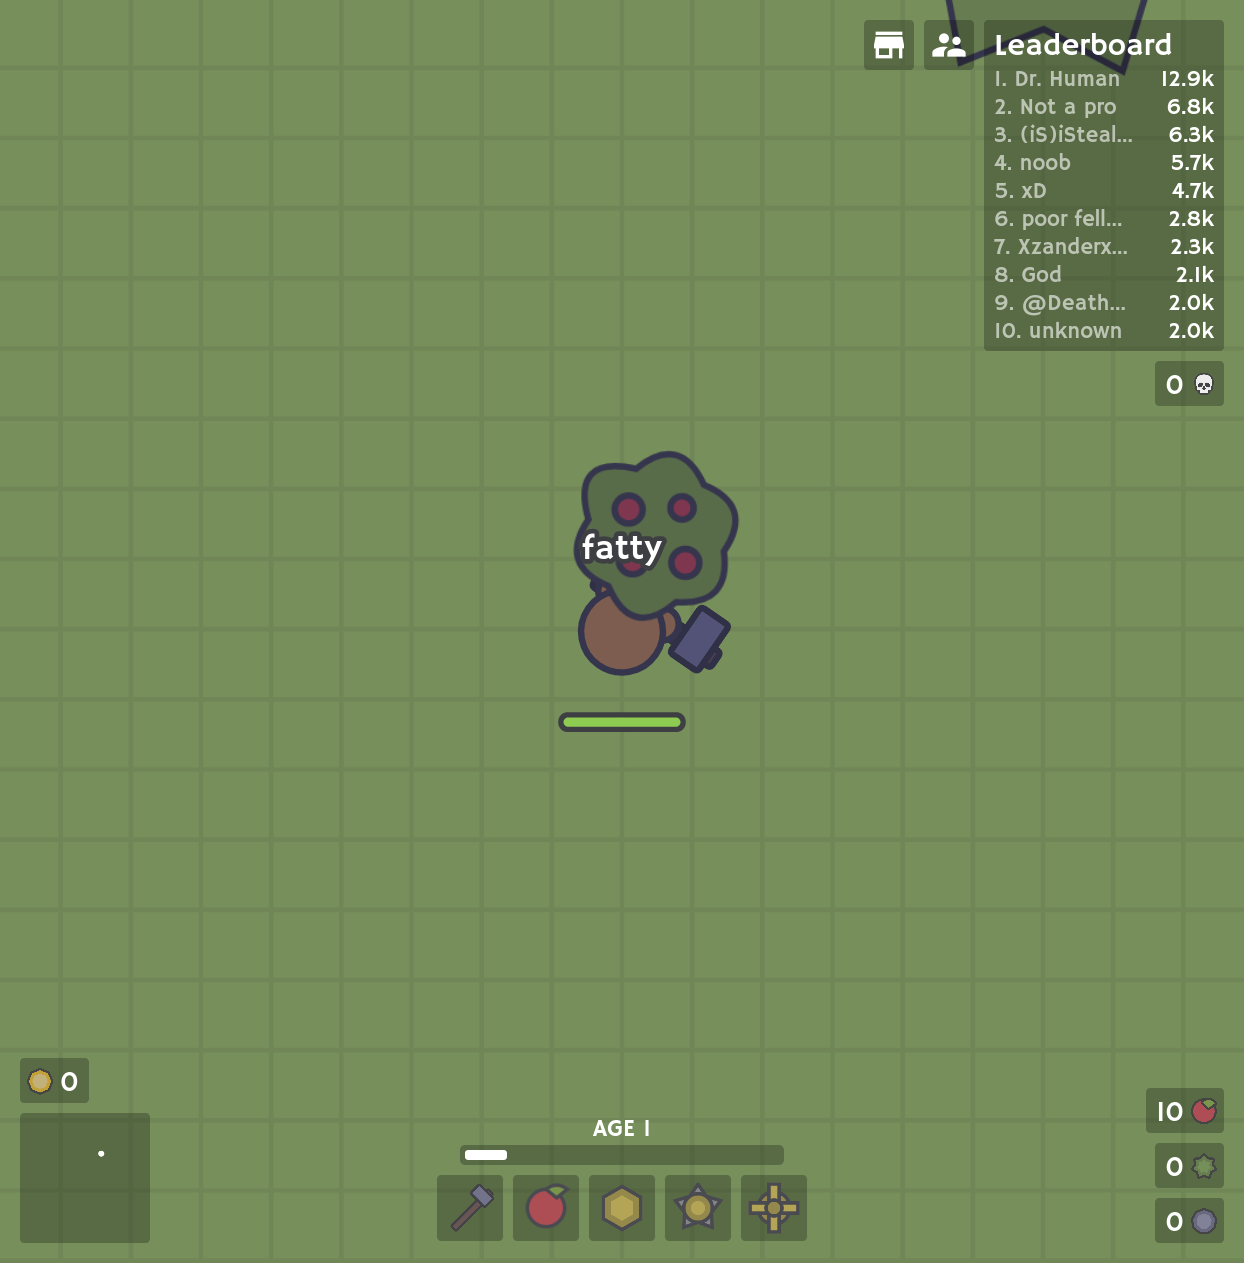 Leaderboard
1. Dr. Human 12.9k
2. Not a pro 6.8k
3. (iS)iSteal... 6.3k
4. noob 5.7k
5. xD 4.7k
6. poor fell... 2.8k
7. Xzanderx... 2.3k
8. God 2.1k
9. @Death... 2.0k
10. unknown 2.0k
0
fatty
0
10
AGE 1
0
0